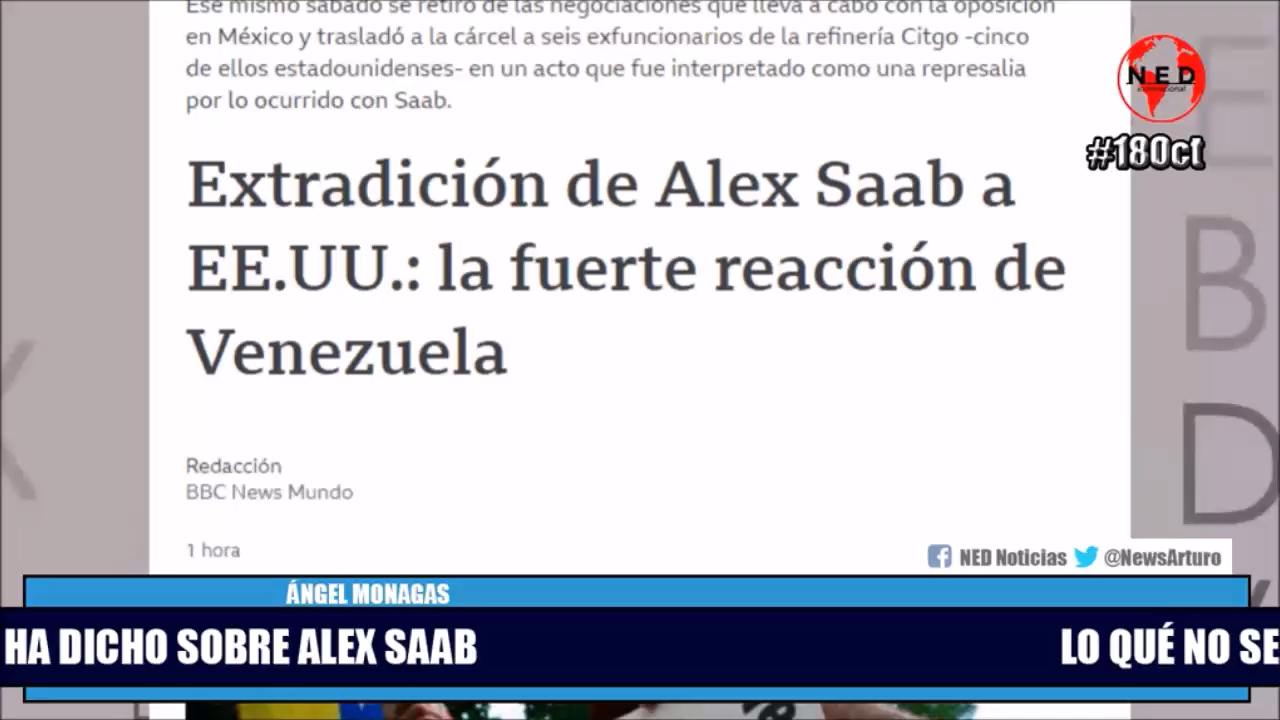 Ese mismo sábado se retiró de las negociaciones que lleva a cabo con la oposición
en México y trasladó a la cárcel a seis exfuncionarios de la refinería Citgo -cinco
de ellos estadounidenses- en un acto que fue interpretado como una represalia
por lo ocurrido con Saab.
NED
internacional
#18Oct
Extradición de Alex Saab a
EE.UU.: la fuerte reacción de
Venezuela
Redacción
BBC News Mundo
1 hora
NED Noticias @NewsArturo
ÁNGEL MONAGAS
HA DICHO SOBRE ALEX SAAB
LO QUÉ NO SE
E
B
D